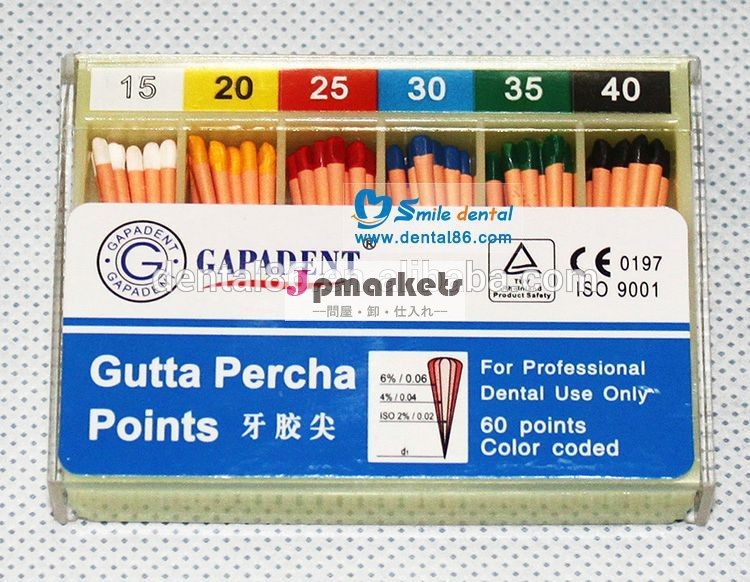 15 20 25 30 35 40
Smile dental
www.dental86.com
GAPADENT
G
GAPADENT
GAPADENT®
Jpmarkets
—問屋・卸・仕入れ—
TÜV
Product Safety
CE 0197
ISO 9001
Gutta Percha
Points 牙胶尖
6% / 0.06
4% / 0.04
ISO 2% / 0.02
d₁
For Professional
Dental Use Only
60 points
Color coded